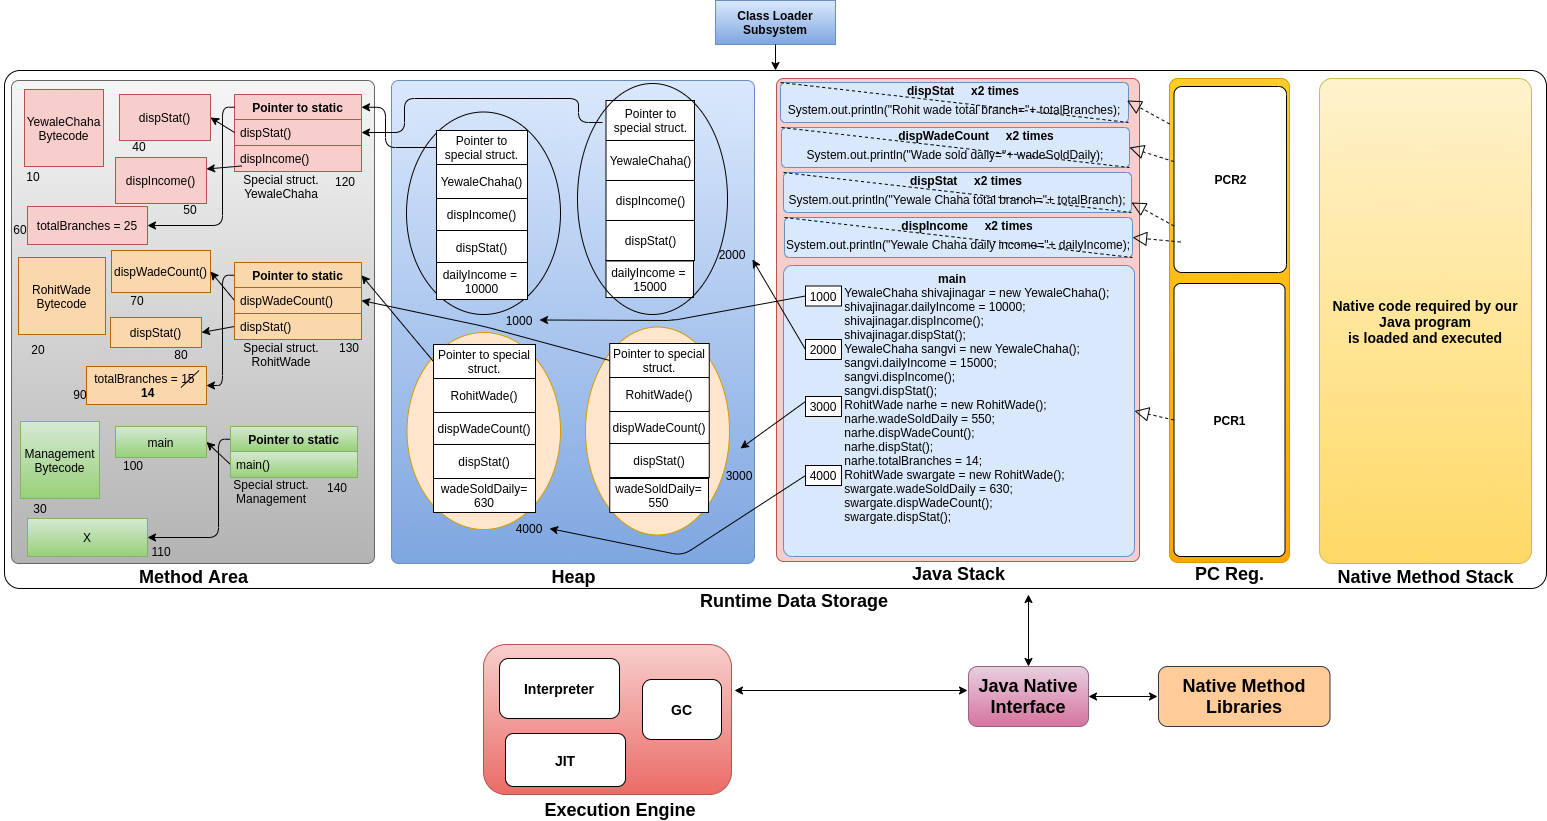 Class Loader
Subsystem
YewaleChaha
Bytecode
10
dispStat()
40
dispIncome()
50
Pointer to static
dispStat()
dispIncome()
Special struct.
YewaleChaha
120
60
totalBranches = 25
RohitWade
Bytecode
20
dispWadeCount()
70
dispStat()
80
Pointer to static
dispWadeCount()
dispStat()
Special struct.
RohitWade
130
90
totalBranches = 15
14
Management
Bytecode
30
main
100
Pointer to static
main()
Special struct.
Management
140
X
110
Method Area
Pointer to
special struct.
YewaleChaha()
dispIncome()
dispStat()
dailyIncome =
10000
1000
Pointer to
special struct.
YewaleChaha()
dispIncome()
dispStat()
dailyIncome =
15000
2000
Pointer to special
struct.
RohitWade()
dispWadeCount()
dispStat()
wadeSoldDaily=
630
4000
Pointer to special
struct.
RohitWade()
dispWadeCount()
dispStat()
wadeSoldDaily=
550
3000
Heap
dispStat x2 times
System.out.println("Rohit wade total branch="+ totalBranches);
dispWadeCount x2 times
System.out.println("Wade sold daily="+ wadeSoldDaily);
dispStat x2 times
System.out.println("Yewale Chaha total branch="+ totalBranch);
dispIncome x2 times
System.out.println("Yewale Chaha daily Income="+ dailyIncome);
main
1000
YewaleChaha shivajinagar = new YewaleChaha();
shivajinagar.dailyIncome = 10000;
shivajinagar.dispIncome();
shivajinagar.dispStat();
2000
YewaleChaha sangvi = new YewaleChaha();
sangvi.dailyIncome = 15000;
sangvi.dispIncome();
sangvi.dispStat();
3000
RohitWade narhe = new RohitWade();
narhe.wadeSoldDaily = 550;
narhe.dispWadeCount();
narhe.dispStat();
narhe.totalBranches = 14;
4000
RohitWade swargate = new RohitWade();
swargate.wadeSoldDaily = 630;
swargate.dispWadeCount();
swargate.dispStat();
Java Stack
PCR2
PCR1
PC Reg.
Native code required by our
Java program
is loaded and executed
Native Method Stack
Runtime Data Storage
Interpreter
GC
JIT
Execution Engine
Java Native
Interface
Native Method
Libraries